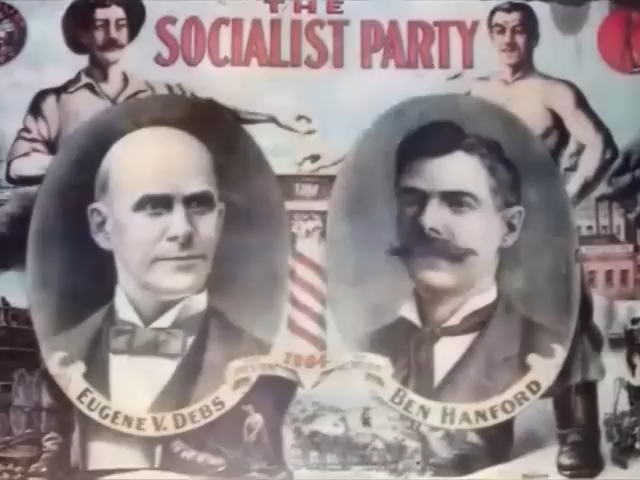 THE
SOCIALIST PARTY
1904
EUGENE V. DEBS
BEN HANFORD